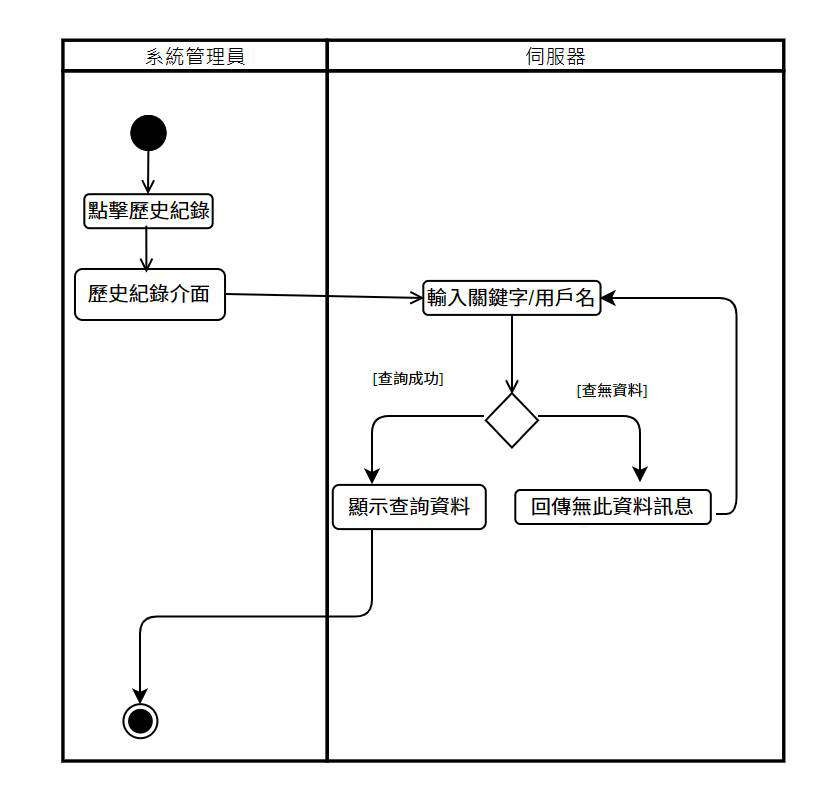 系統管理員
伺服器
點擊歷史紀錄
歷史紀錄介面
輸入關鍵字/用戶名
[查詢成功]
[查無資料]
顯示查詢資料
回傳無此資料訊息